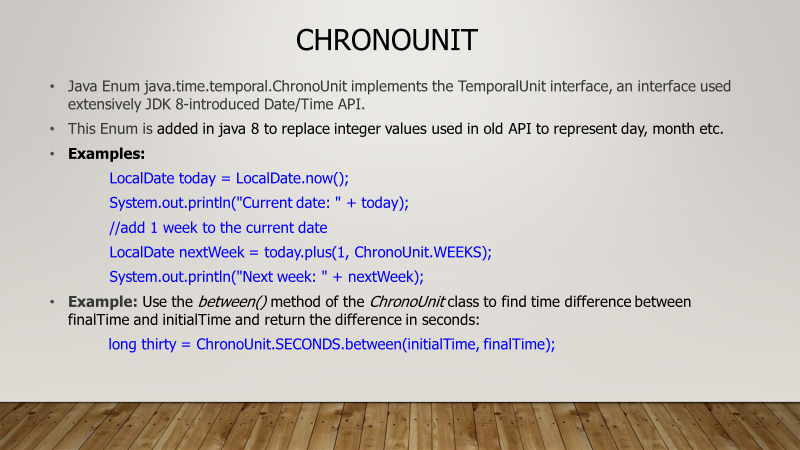 CHRONOUNIT
• Java Enum java.time.temporal.ChronoUnit implements the TemporalUnit interface, an interface used
extensively JDK 8-introduced Date/Time API.
• This Enum is added in java 8 to replace integer values used in old API to represent day, month etc.
• Examples:
LocalDate today = LocalDate.now();
System.out.println("Current date: " + today);
//add 1 week to the current date
LocalDate nextWeek = today.plus(1, ChronoUnit.WEEKS);
System.out.println("Next week: " + nextWeek);
• Example: Use the between() method of the ChronoUnit class to find time difference between
finalTime and initialTime and return the difference in seconds:
long thirty = ChronoUnit.SECONDS.between(initialTime, finalTime);